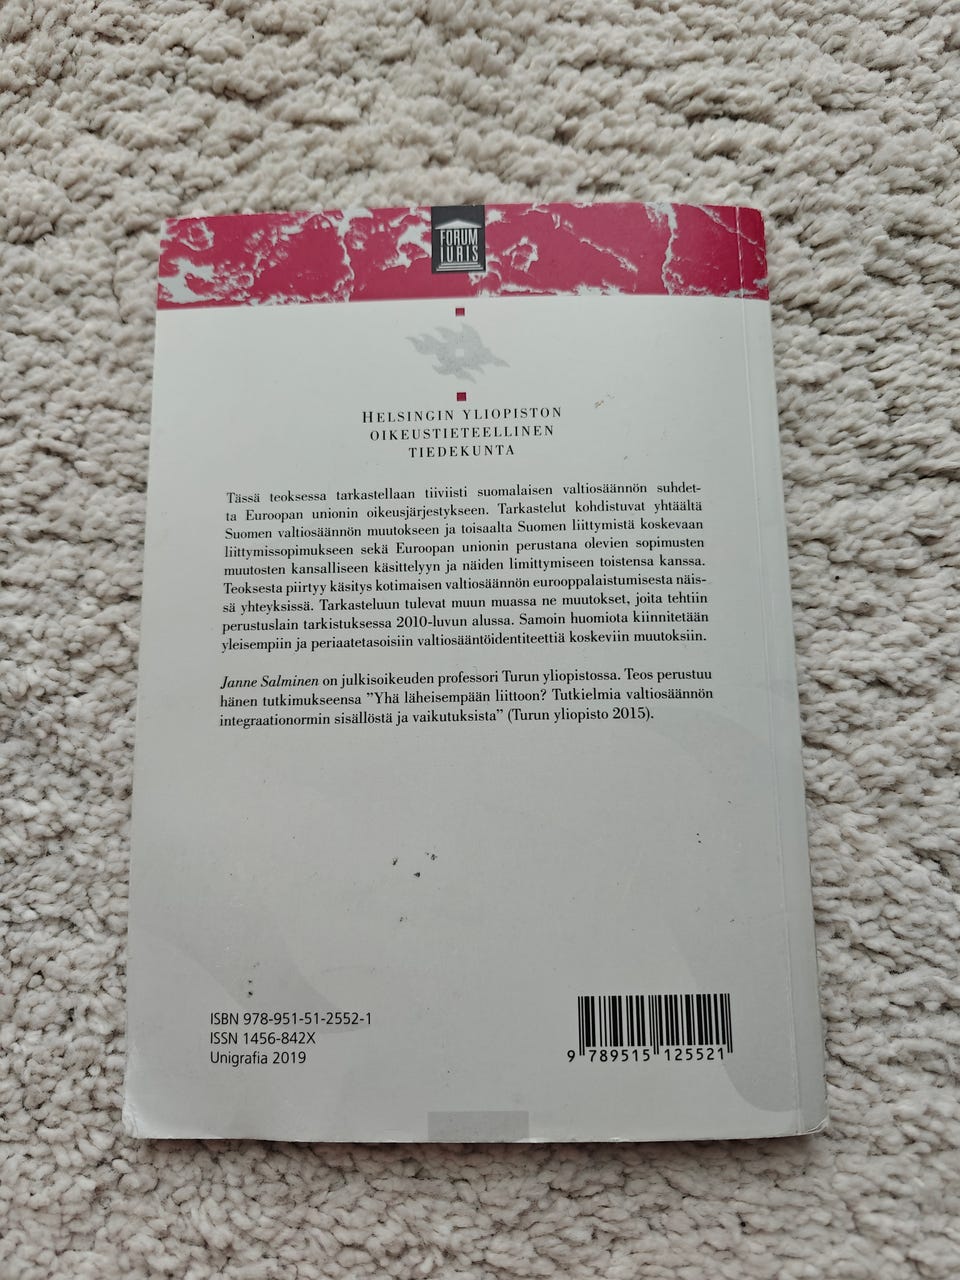 FORUM
IURIS
HELSINGIN YLIOPISTON
OIKEUSTIETEELLINEN
TIEDEKUNTA
Tässä teoksessa tarkastellaan tiiviisti suomalaisen valtiosäännön suhdet-
ta Euroopan unionin oikeusjärjestykseen. Tarkastelut kohdistuvat yhtäältä
Suomen valtiosäännön muutokseen ja toisaalta Suomen liittymistä koskevaan
liittymissopimukseen sekä Euroopan unionin perustana olevien sopimusten
muutosten kansalliseen käsittelyyn ja näiden limittymiseen toistensa kanssa.
Teoksesta piirtyy käsitys kotimaisen valtiosäännön eurooppalaistumisesta näis-
sä yhteyksissä. Tarkasteluun tulevat muun muassa ne muutokset, joita tehtiin
perustuslain tarkistuksessa 2010-luvun alussa. Samoin huomiota kiinnitetään
yleisempiin ja periaatetasoisiin valtiosääntöidentiteettiä koskeviin muutoksiin.
Janne Salminen on julkisoikeuden professori Turun yliopistossa. Teos perustuu
hänen tutkimukseensa ”Yhä läheisempään liittoon? Tutkielmia valtiosäännön
integraationormin sisällöstä ja vaikutuksista” (Turun yliopisto 2015).
ISBN 978-951-51-2552-1
ISSN 1456-842X
Unigrafia 2019
9 789515 125521